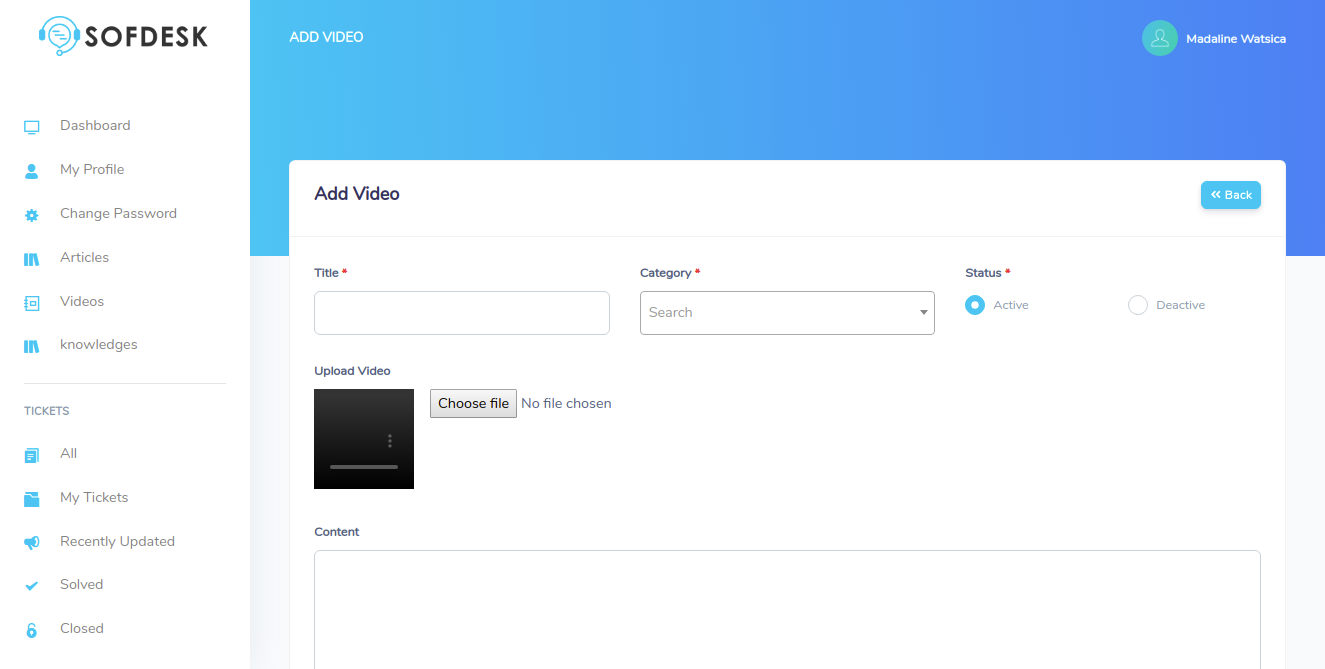 SOFDESK
ADD VIDEO
Madaline Watsica
Dashboard
My Profile
Change Password
Articles
Videos
knowledges
TICKETS
All
My Tickets
Recently Updated
Solved
Closed
Add Video
Back
Title *
Category *
Status *
Search
Active
Deactive
Upload Video
Choose file No file chosen
Content